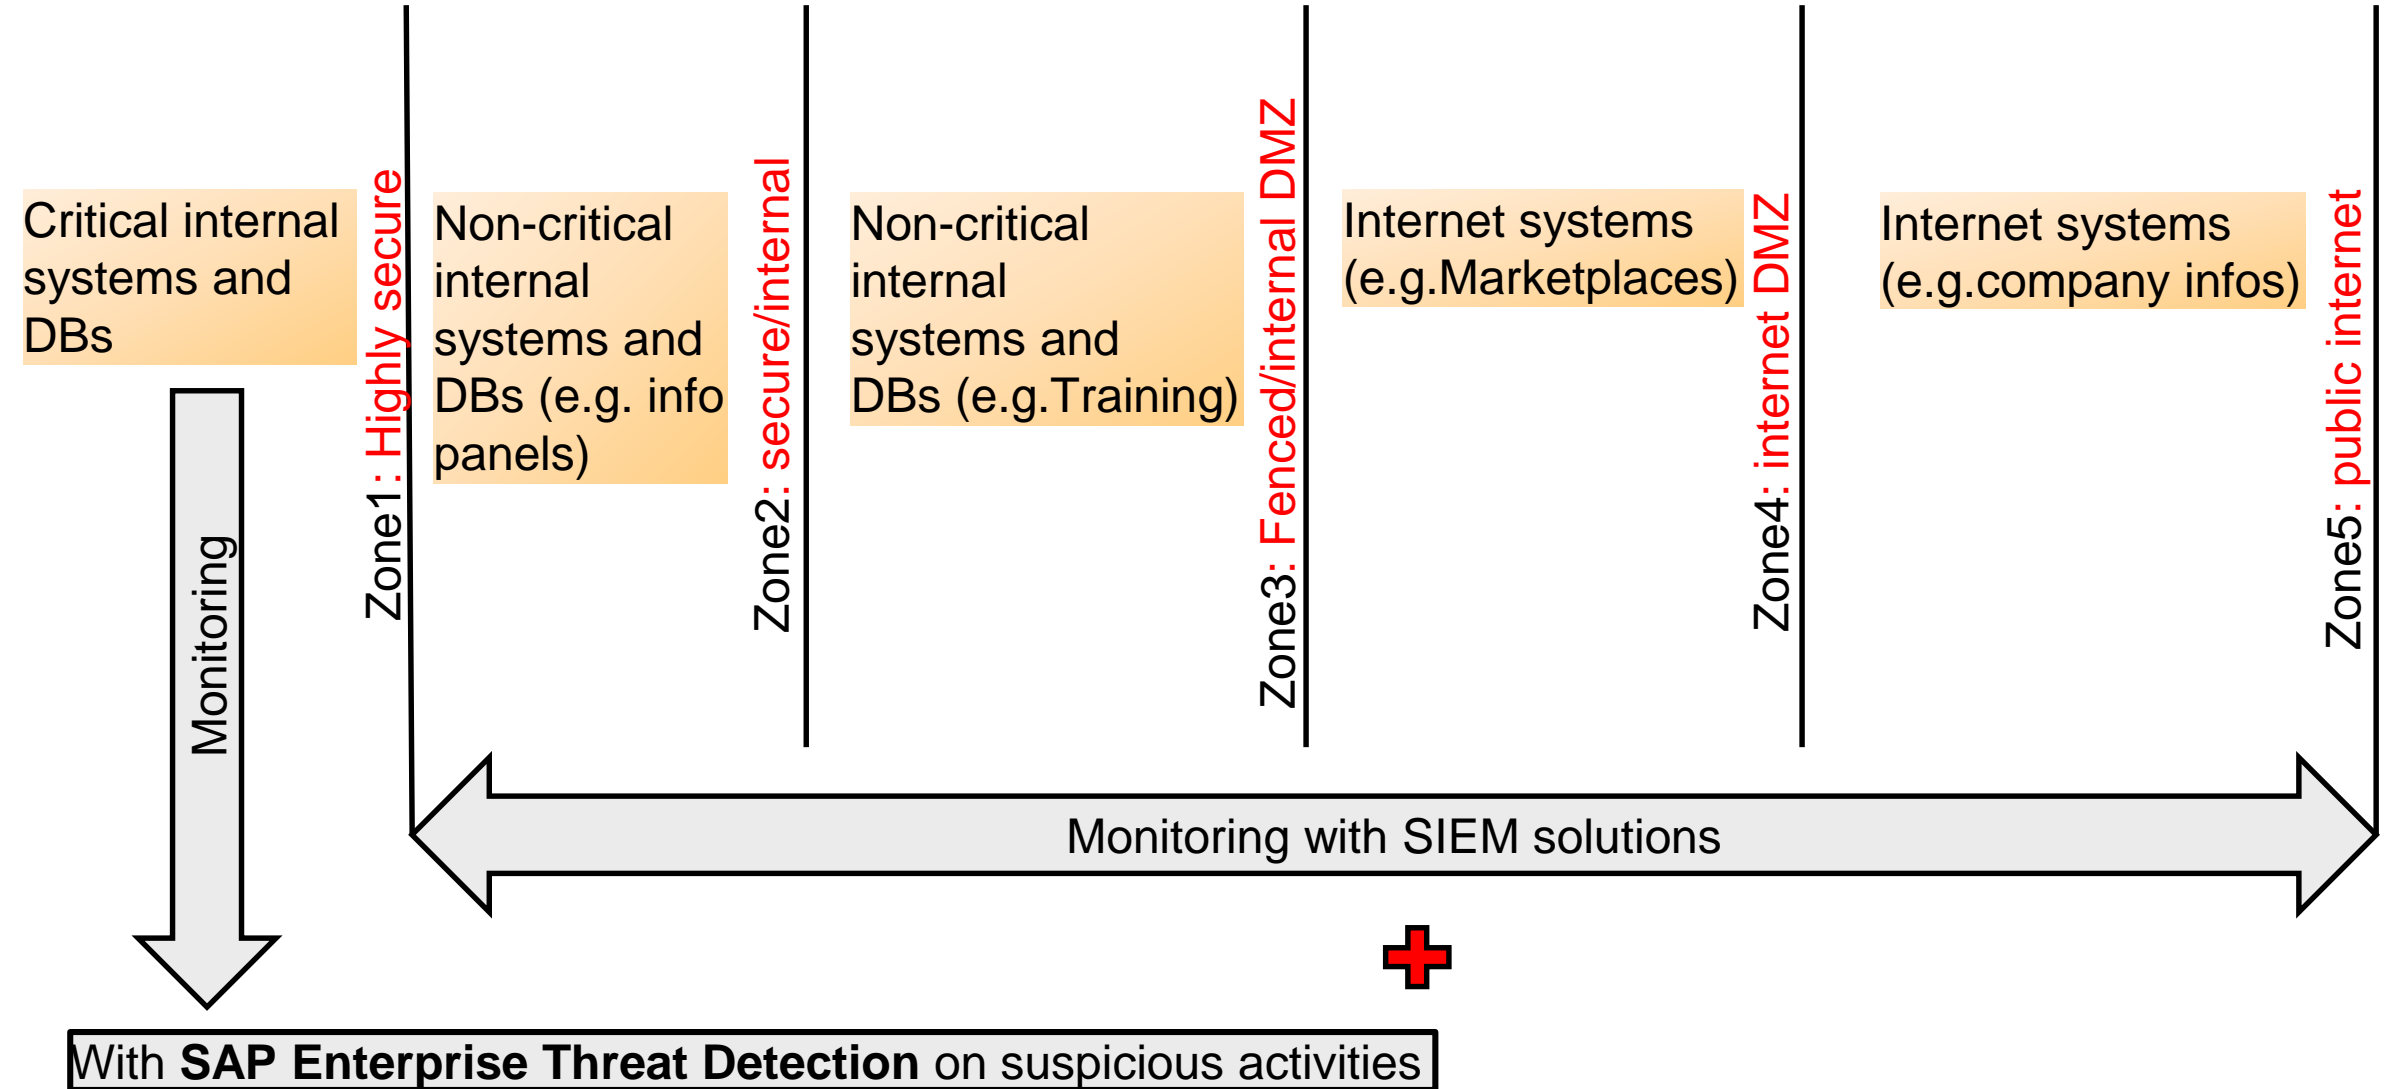 Critical internal
systems and
DBs
Zone1: Highly secure
Non-critical
internal
systems and
DBs (e.g. info
panels)
Zone2: secure/internal
Non-critical
internal
systems and
DBs (e.g.Training)
Zone3: Fenced/internal DMZ
Internet systems
(e.g.Marketplaces)
Zone4: internet DMZ
Internet systems
(e.g.company infos)
Zone5: public internet
Monitoring
Monitoring with SIEM solutions
With SAP Enterprise Threat Detection on suspicious activities